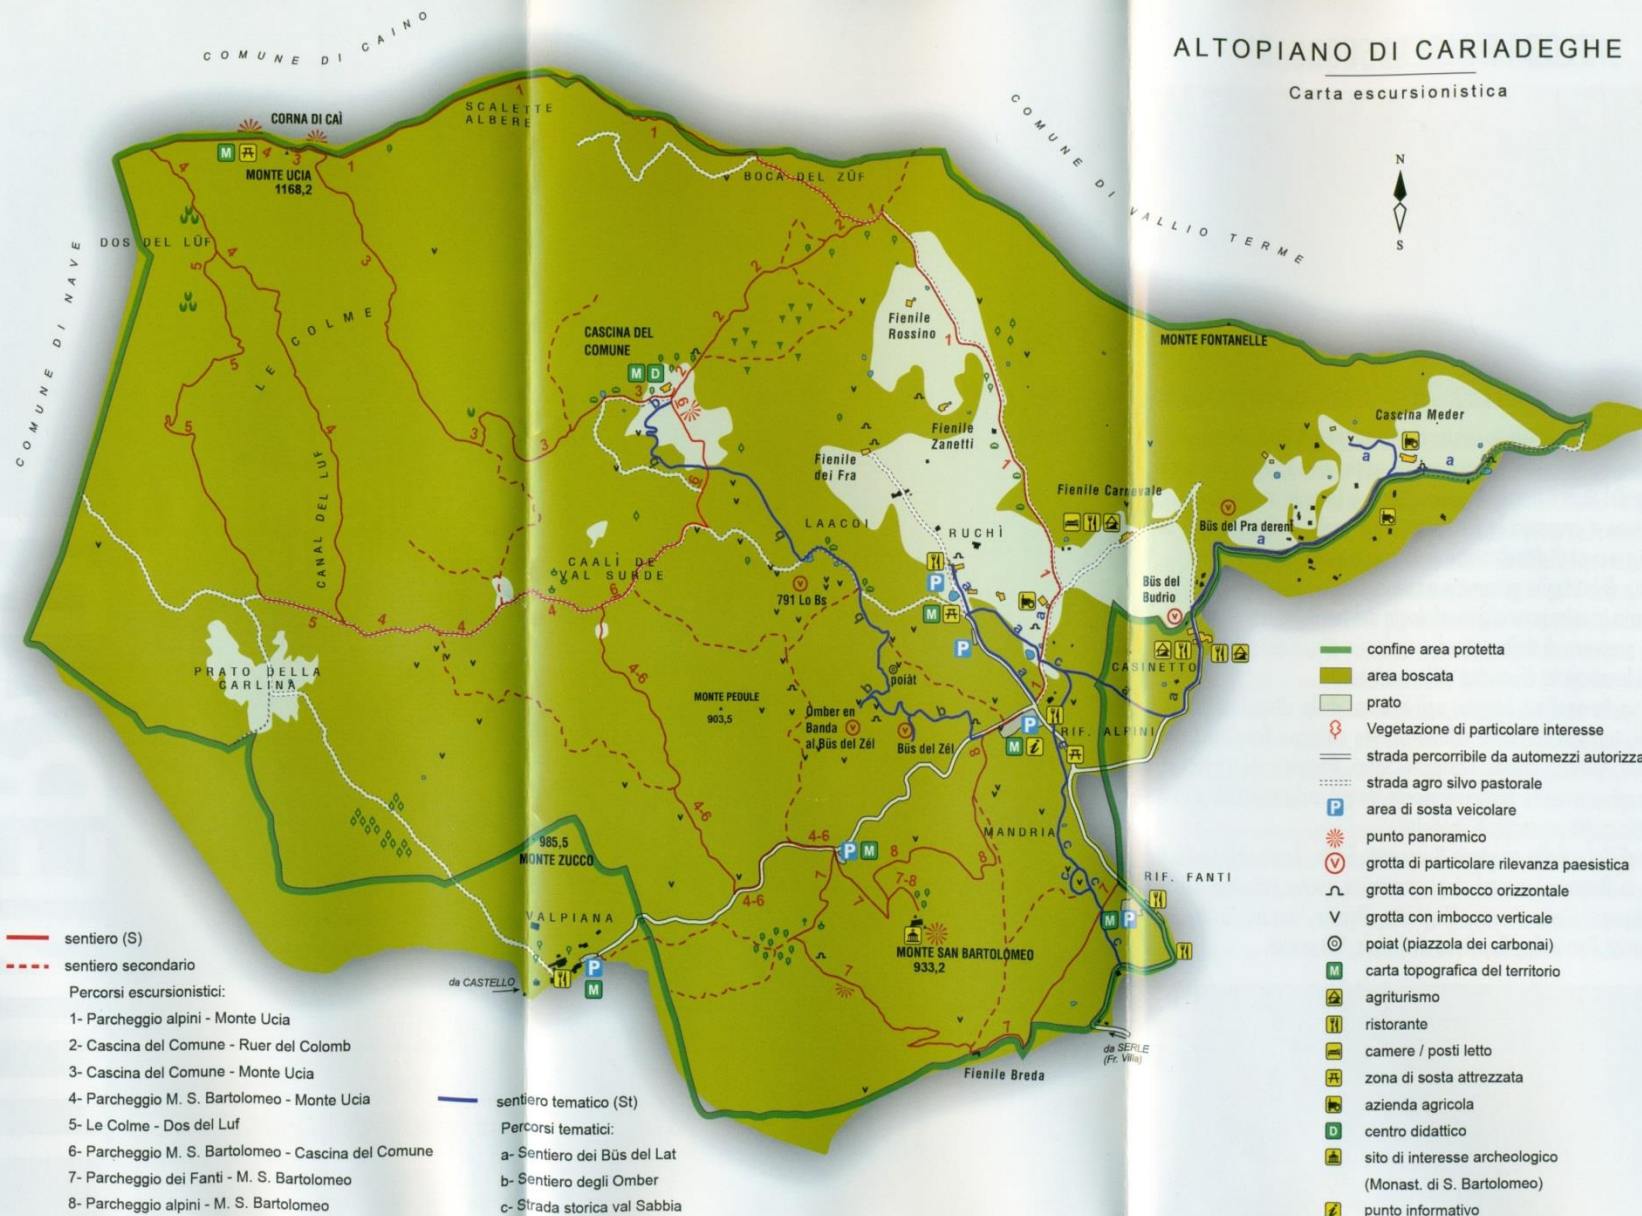 ALTOPIANO DI CARIADEGHE
Carta escursionistica
COMUNE DI CAINO
COMUNE DI VALLIO TERME
COMUNE DI NAVE
N
S
SCALETTE
ALBERE
CORNA DI CAÌ
MONTE UCIA
1168,2
BOCA DEL ZÜF
DOS DEL LÜF
LE COLME
CANAL DEL LUF
CASCINA DEL
COMUNE
Fienile
Rossino
Fienile
Zanetti
Fienile
dei Fra
MONTE FONTANELLE
Cascina Meder
Fienile Carnevale
Büs del Pra derent
LAACOI
RUCHÌ
CAALÌ DE
VAL SURDE
791 Lo Bs
Büs del
Budrio
PRATO DELLA
CARLINA
MONTE PEDULE
903,5
poiàt
CASINETTO
Omber en
Banda
al Büs del Zél
Büs del Zél
RIF. ALPINI
MANDRIA
985,5
MONTE ZUCCO
RIF. FANTI
VALPIANA
MONTE SAN BARTOLOMEO
933,2
da CASTELLO
Fienile Breda
da SERLE
(Fr. Villa)
sentiero (S)
sentiero secondario
Percorsi escursionistici:
1- Parcheggio alpini - Monte Ucia
2- Cascina del Comune - Ruer del Colomb
3- Cascina del Comune - Monte Ucia
4- Parcheggio M. S. Bartolomeo - Monte Ucia
5- Le Colme - Dos del Luf
6- Parcheggio M. S. Bartolomeo - Cascina del Comune
7- Parcheggio dei Fanti - M. S. Bartolomeo
8- Parcheggio alpini - M. S. Bartolomeo
sentiero tematico (St)
Percorsi tematici:
a- Sentiero dei Büs del Lat
b- Sentiero degli Omber
c- Strada storica val Sabbia
confine area protetta
area boscata
prato
Vegetazione di particolare interesse
strada percorribile da automezzi autorizza
strada agro silvo pastorale
P area di sosta veicolare
punto panoramico
V grotta di particolare rilevanza paesistica
grotta con imbocco orizzontale
V grotta con imbocco verticale
poiat (piazzola dei carbonai)
M carta topografica del territorio
agriturismo
ristorante
camere / posti letto
zona di sosta attrezzata
azienda agricola
D centro didattico
sito di interesse archeologico
(Monast. di S. Bartolomeo)
i punto informativo